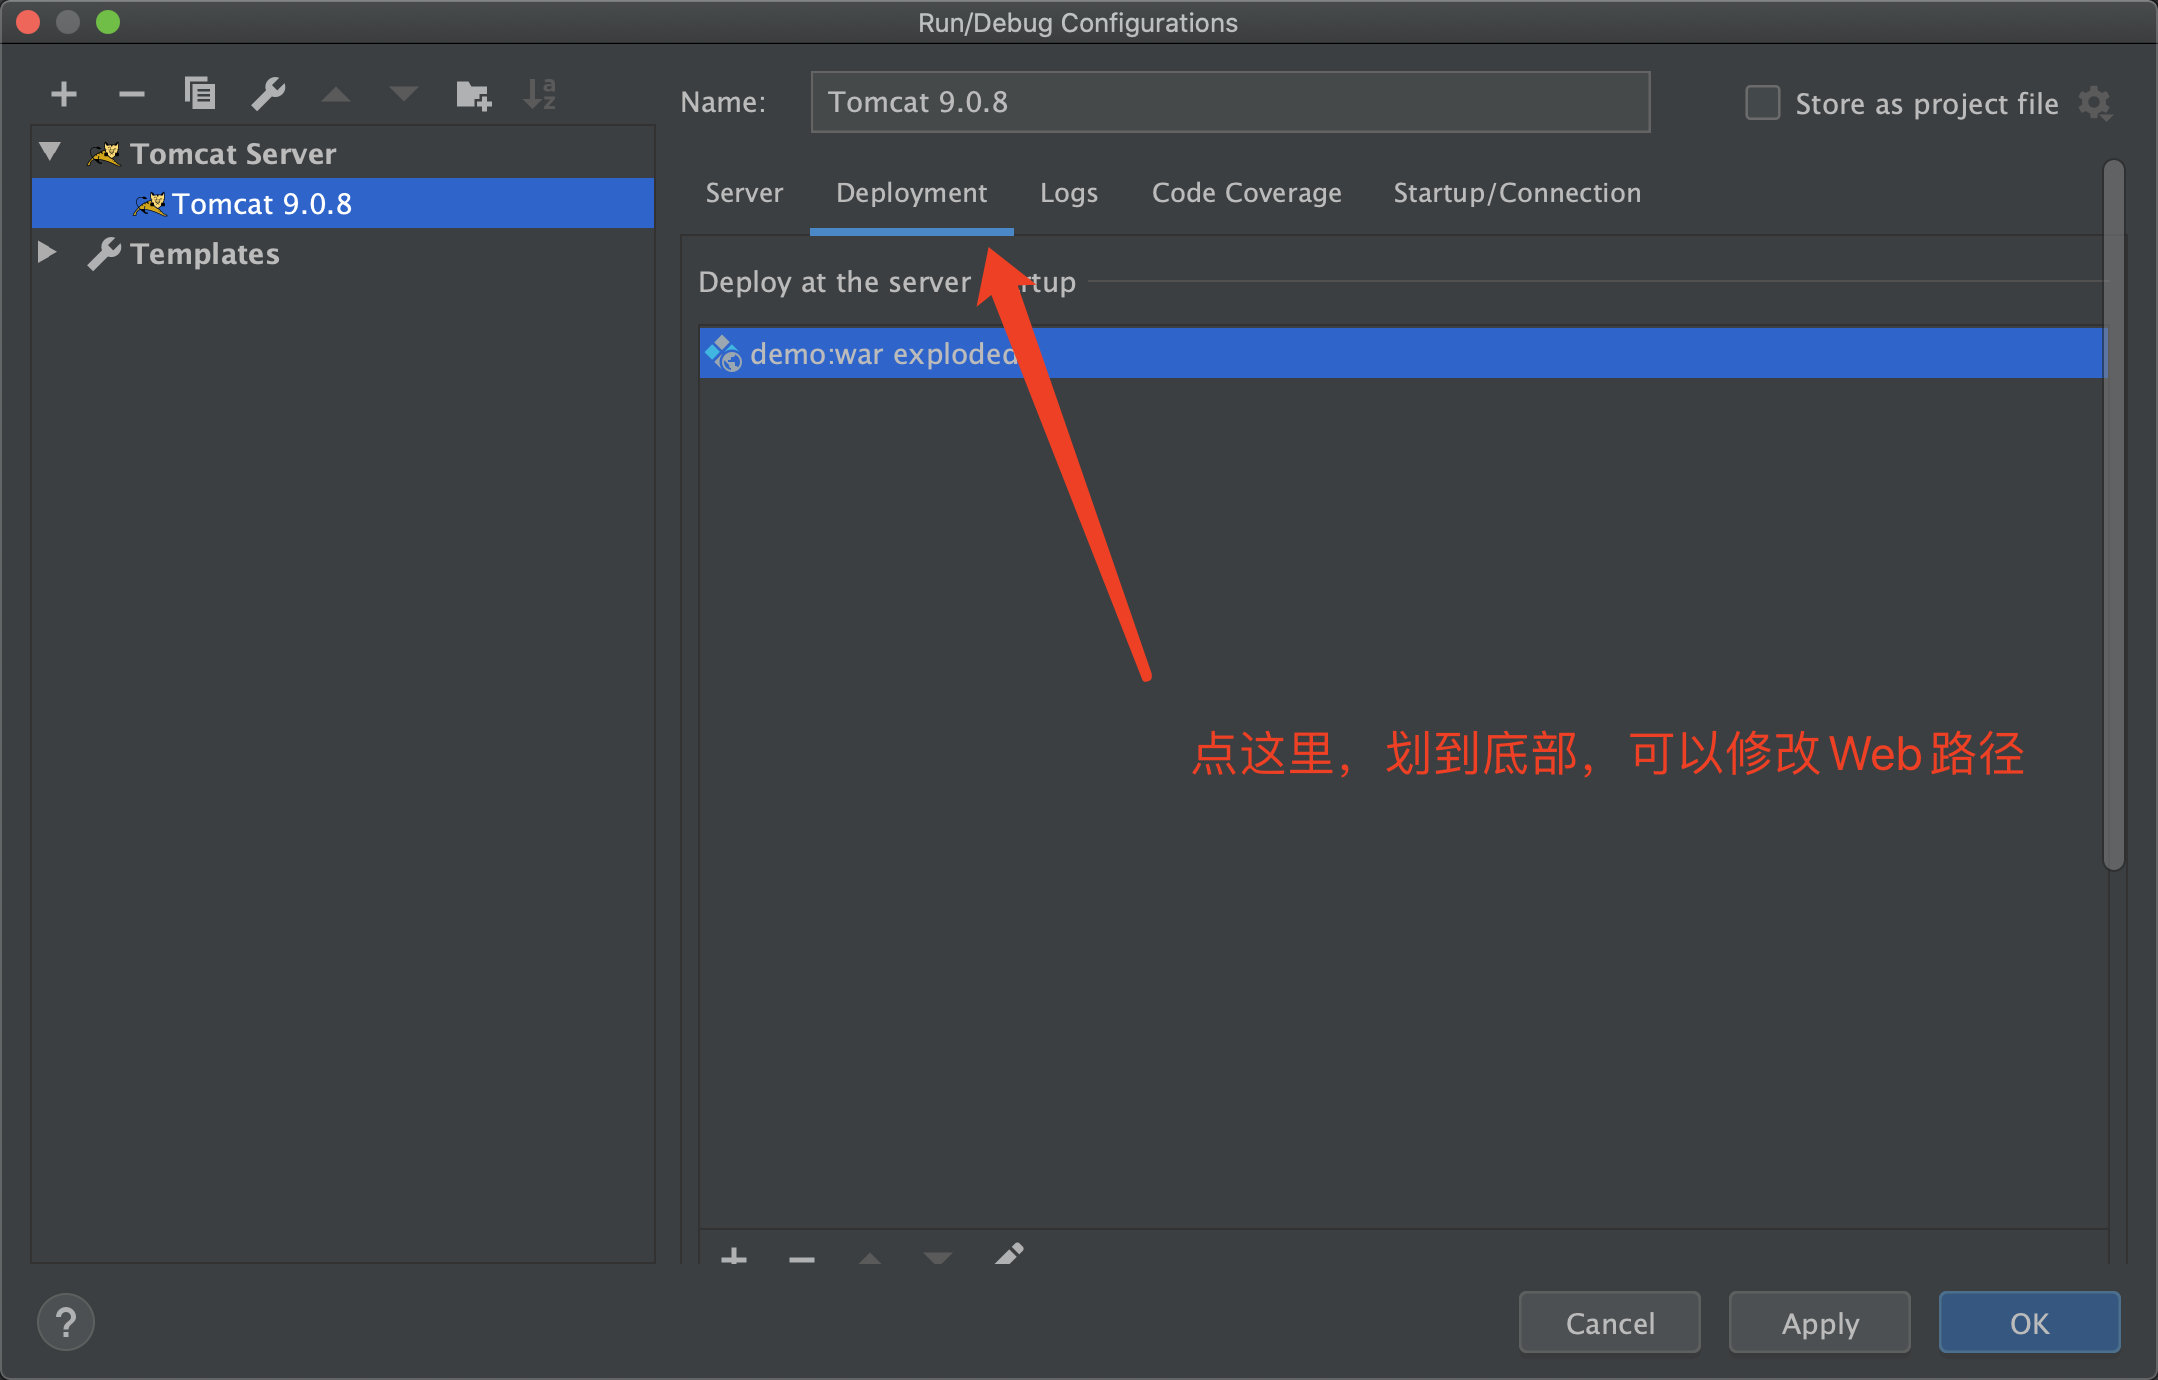 Run/Debug Configurations
Name:
Tomcat 9.0.8
Store as project file
Tomcat Server
Tomcat 9.0.8
Templates
Server
Deployment
Logs
Code Coverage
Startup/Connection
Deploy at the server rtup
demo:war exploded
点这里，划到底部，可以修改Web路径
?
Cancel
Apply
OK